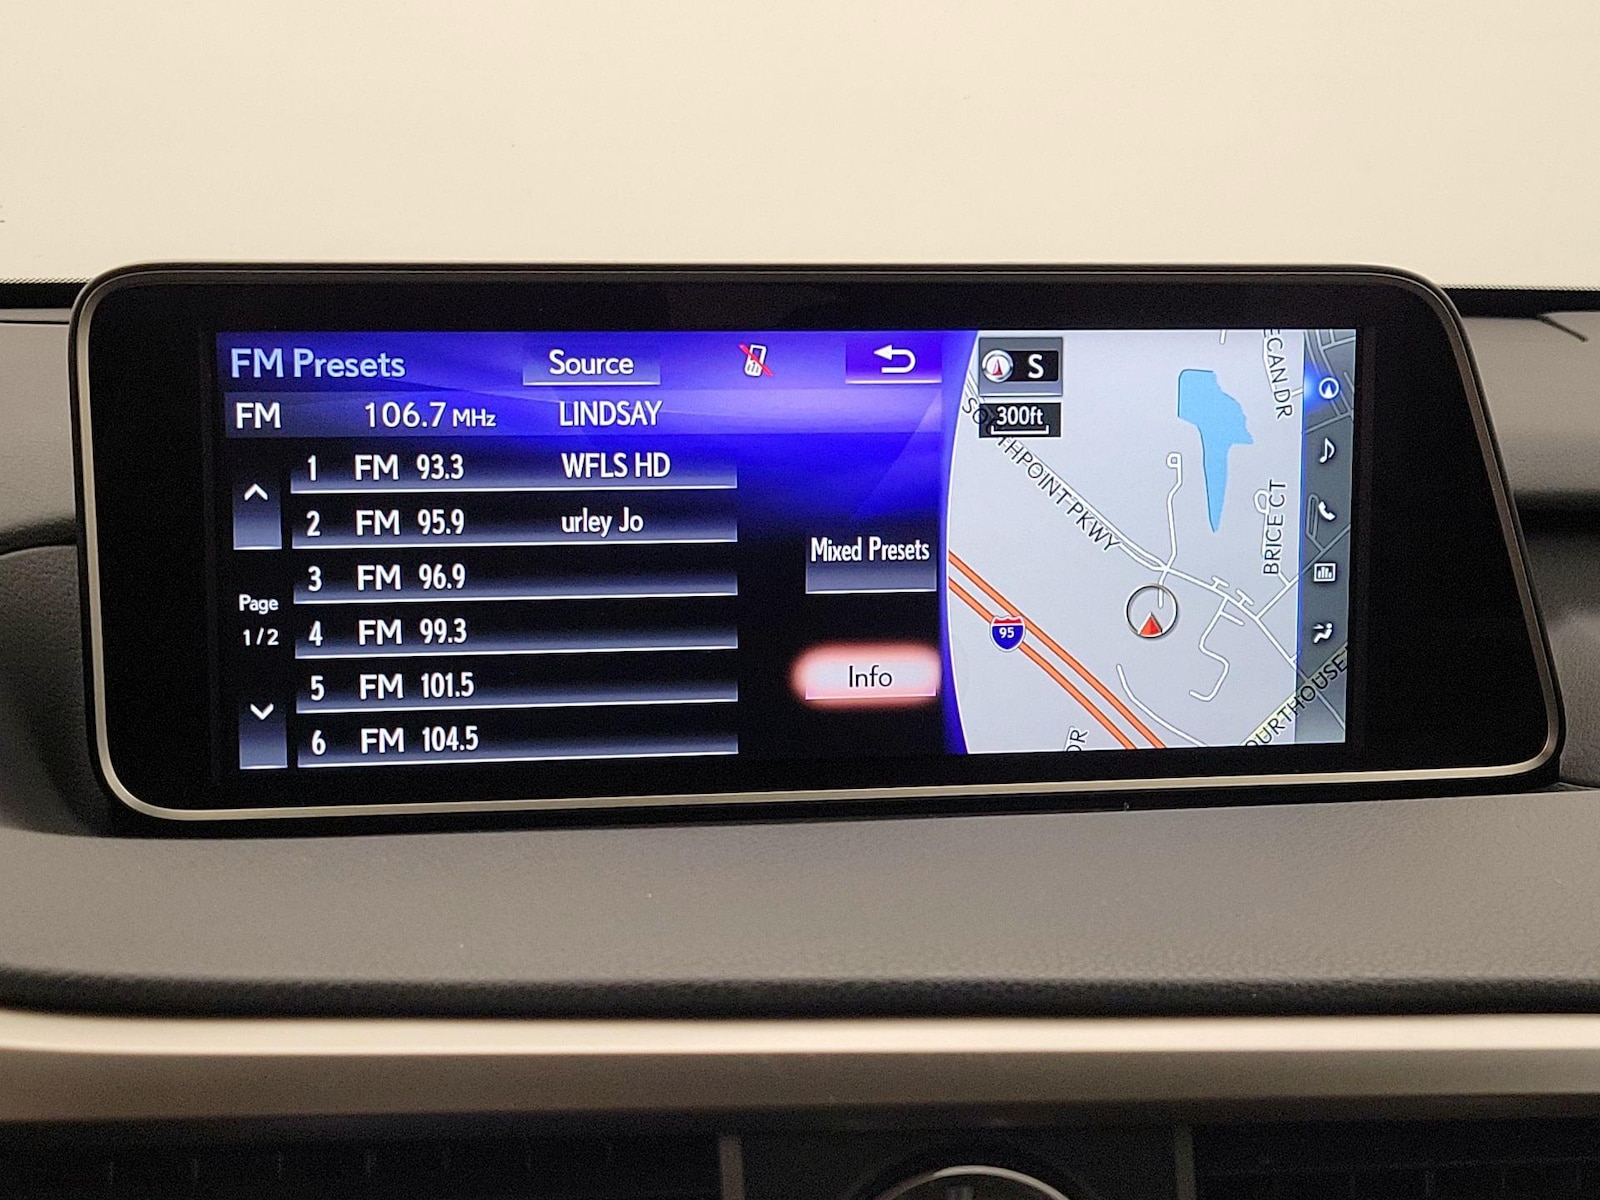 FM Presets
Source
FM 106.7 MHz LINDSAY
1 FM 93.3 WFLS HD
2 FM 95.9 urley Jo
3 FM 96.9
4 FM 99.3
5 FM 101.5
6 FM 104.5
Page
1/2
Mixed Presets
Info
S
300ft
PKWY
95
BRICE CT
ECAN DR
OURTHOUSE
DR